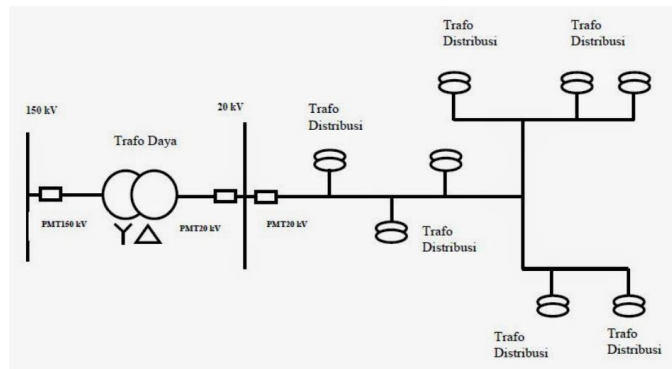 Trafo
Distribusi
Trafo
Distribusi
150 kV
20 kV
Trafo
Distribusi
Trafo Daya
PMT150 kV
PMT20 kV
PMT20 kV
Trafo
Distribusi
Trafo
Distribusi
Trafo
Distribusi